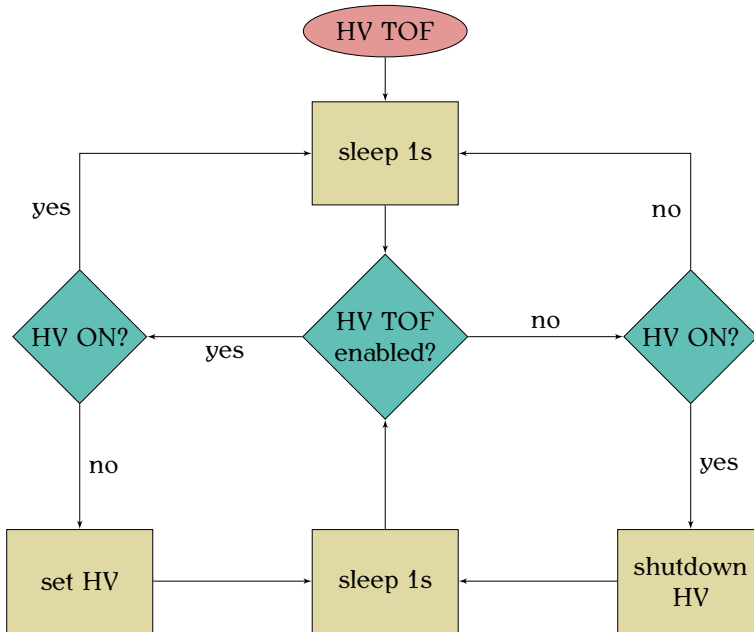 HV TOF
sleep 1s
yes
no
HV ON?
yes
HV TOF
enabled?
no
HV ON?
no
yes
set HV
sleep 1s
shutdown
HV